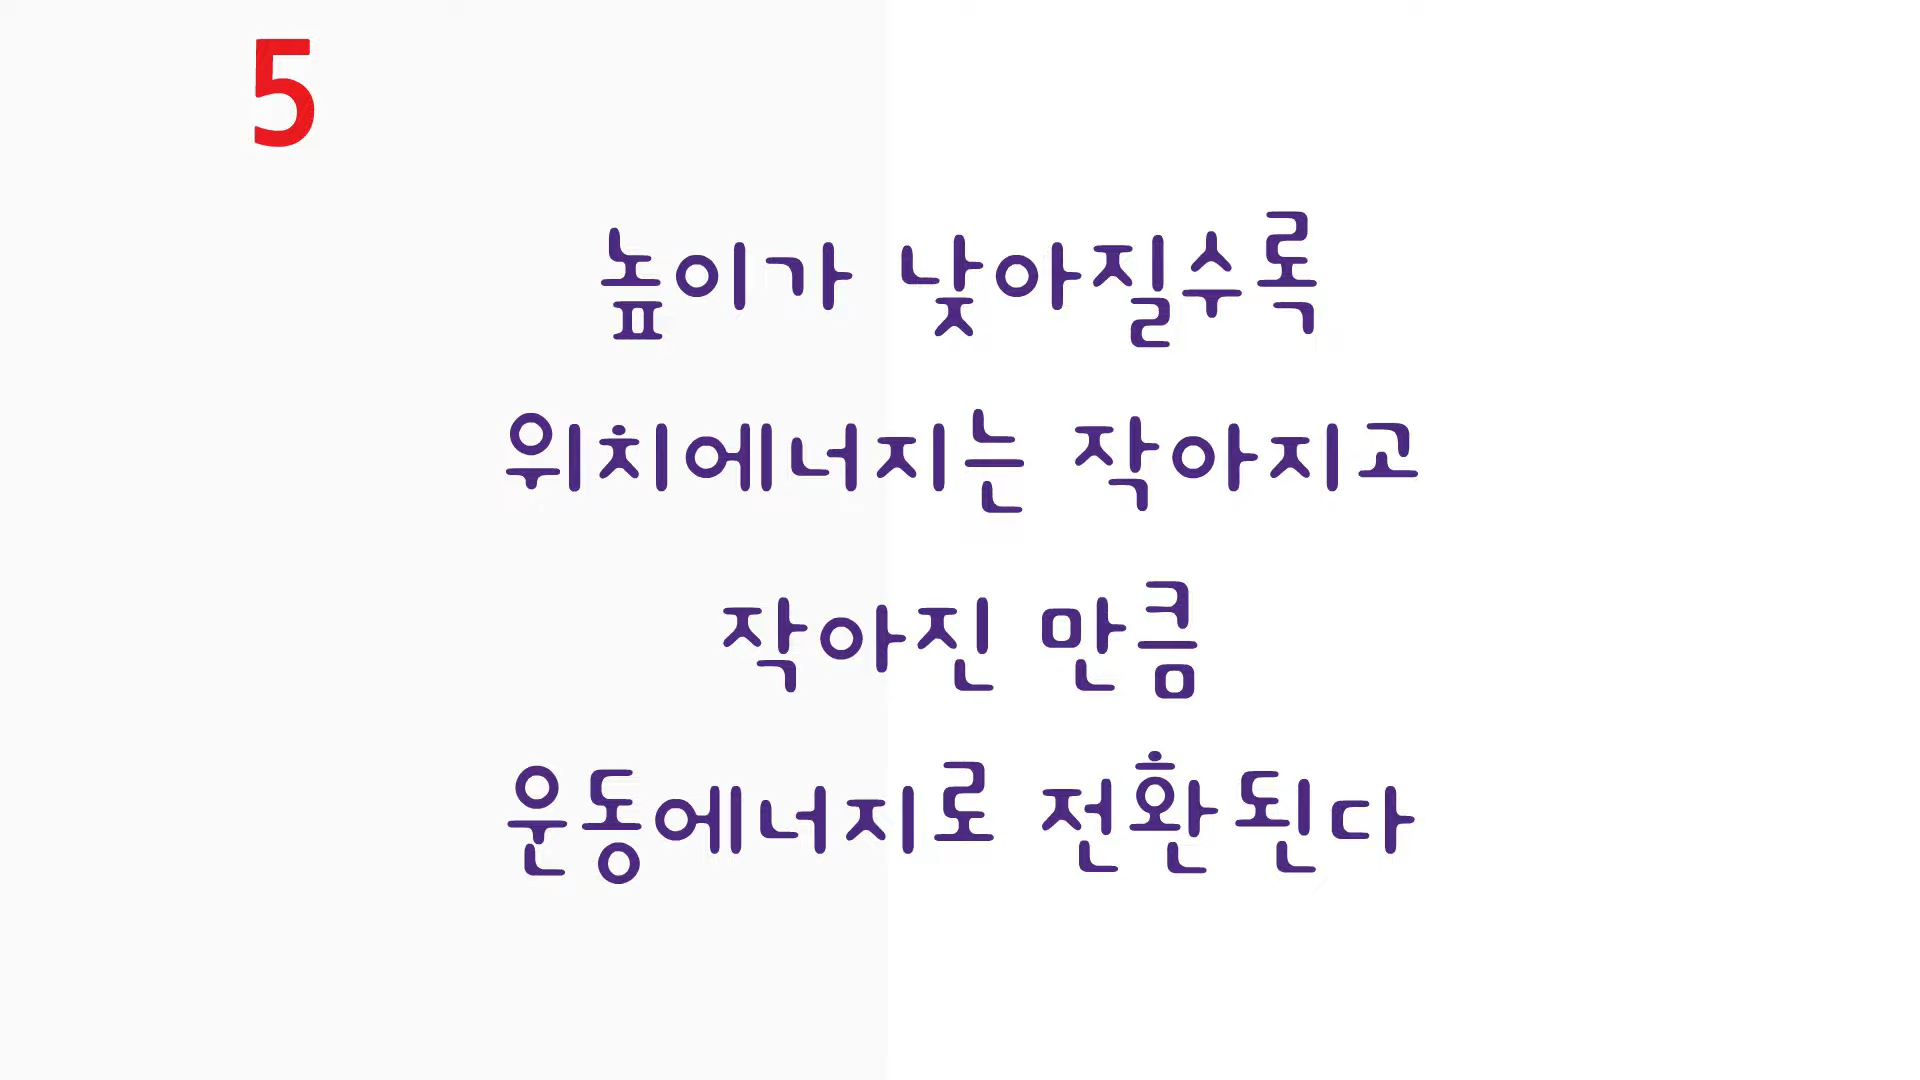 5
높이가 낮아질수록
위치에너지는 작아지고
작아진 만큼
운동에너지로 전환된다